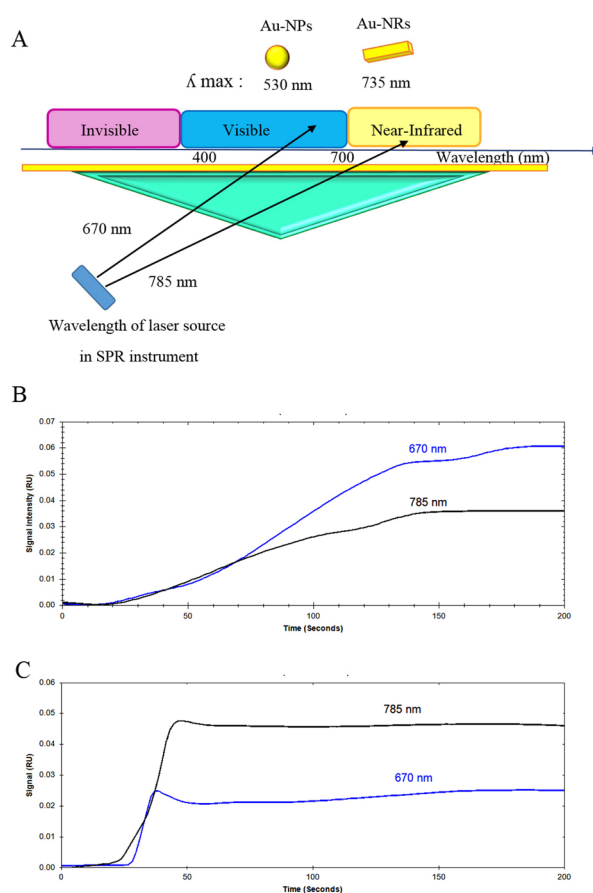 A
Au-NPs Au-NRs
ʎ max : 530 nm 735 nm
Invisible Visible Near-Infrared
400 700 Wavelength (nm)
670 nm
785 nm
Wavelength of laser source
in SPR instrument
B
0.07
0.06
0.05
0.04
0.03
0.02
0.01
0.00
Signal Intensity (RU)
670 nm
785 nm
0 50 100 150 200
Time (Seconds)
C
0.06
0.05
0.04
0.03
0.02
0.01
0.00
Signal (RU)
785 nm
670 nm
0 50 100 150 200
Time (Seconds)